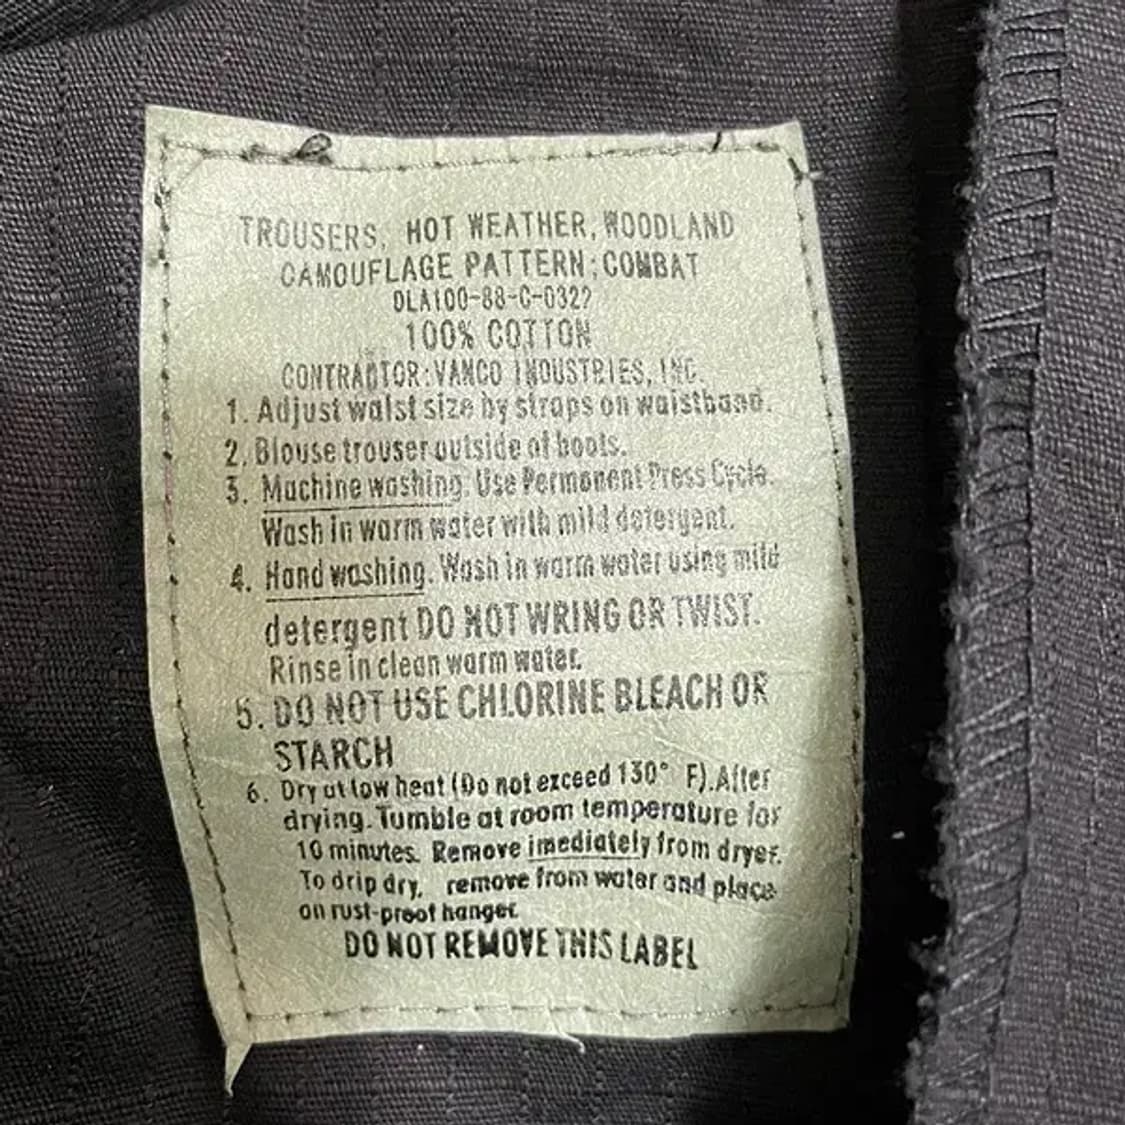 TROUSERS, HOT WEATHER, WOODLAND
CAMOUFLAGE PATTERN: COMBAT
DLA100-88-C-032?
100% COTTON
CONTRACTOR: VANCO INDUSTRIES, INC.
1. Adjust waist size by straps on waistband.
2. Blouse trouser outside of boots.
3. Machine washing. Use Permanent Press Cycle.
Wash in warm water with mild detergent.
4. Hand washing. Wash in warm water using mild
detergent DO NOT WRING OR TWIST.
Rinse in clean warm water.
5. DO NOT USE CHLORINE BLEACH OR
STARCH
6. Dry at low heat (Do not exceed 130° F). After
drying. Tumble at room temperature for
10 minutes. Remove imediately from dryer.
To drip dry, remove from water and place
on rust-proof hanger.
DO NOT REMOVE THIS LABEL